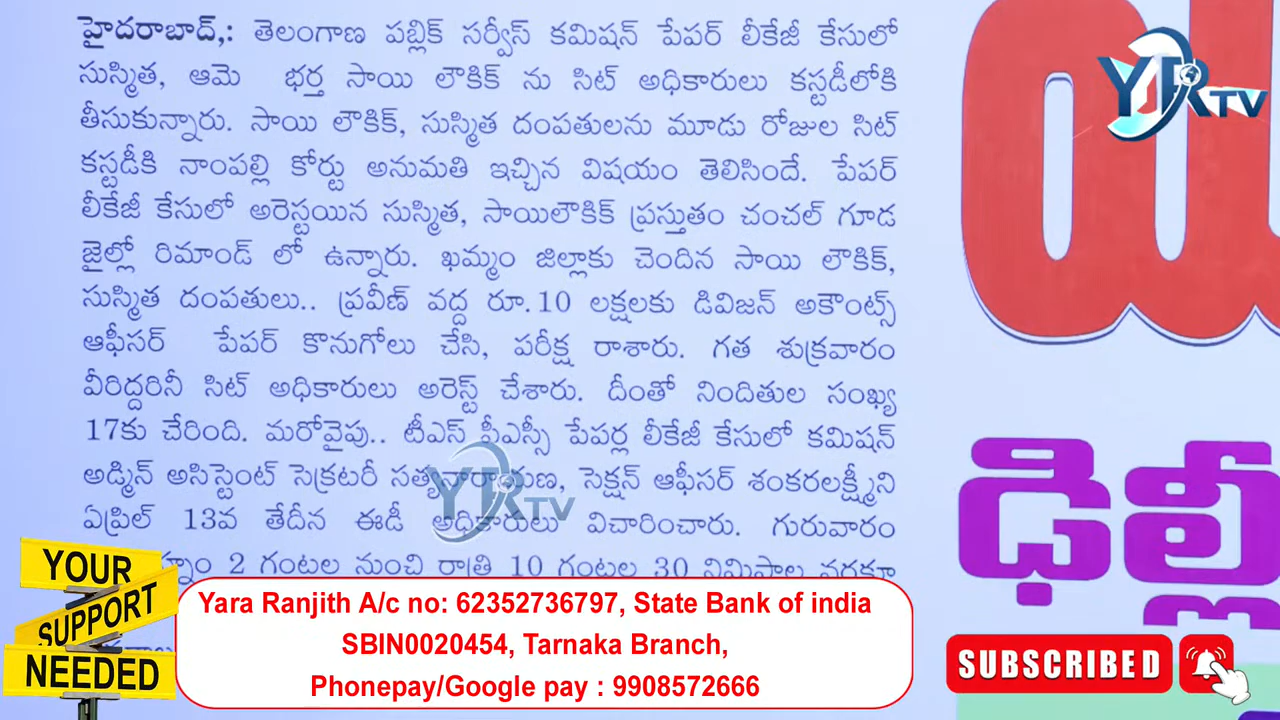 హైదరాబాద్,: తెలంగాణ పబ్లిక్ సర్వీస్ కమిషన్ పేపర్ లీకేజీ కేసులో
సుస్మిత, ఆమె భర్త సాయి లౌకిక్ ను సిట్ అధికారులు కస్టడీలోకి
తీసుకున్నారు. సాయి లౌకిక్, సుస్మిత దంపతులను మూడు రోజుల సిట్
కస్టడీకి నాంపల్లి కోర్టు అనుమతి ఇచ్చిన విషయం తెలిసిందే. పేపర్
లీకేజీ కేసులో అరెస్టయిన సుస్మిత, సాయిలౌకిక్ ప్రస్తుతం చంచల్ గూడ
జైల్లో రిమాండ్ లో ఉన్నారు. ఖమ్మం జిల్లాకు చెందిన సాయి లౌకిక్,
సుస్మిత దంపతులు.. ప్రవీణ్ వద్ద రూ.10 లక్షలకు డివిజన్ అకౌంట్స్
ఆఫీసర్ పేపర్ కొనుగోలు చేసి, పరీక్ష రాశారు. గత శుక్రవారం
వీరిద్దరినీ సిట్ అధికారులు అరెస్ట్ చేశారు. దీంతో నిందితుల సంఖ్య
17కు చేరింది. మరోవైపు.. టీఎస్ పీఎస్సీ పేపర్ల లీకేజీ కేసులో కమిషన్
అడ్మిన్ అసిస్టెంట్ సెక్రటరీ సత్యనారాయణ, సెక్షన్ ఆఫీసర్ శంకరలక్ష్మీని
ఏప్రిల్ 13వ తేదీన ఈడీ అధికారులు విచారించారు. గురువారం
2 గంటల నుంచి రాత్రి 10 గంటల 30 నిమిషాల వరకూ
YJR TV
YJR TV
ఢిల్లీ
YOUR
SUPPORT
NEEDED
Yara Ranjith A/c no: 62352736797, State Bank of india
SBIN0020454, Tarnaka Branch,
Phonepay/Google pay : 9908572666
SUBSCRIBED